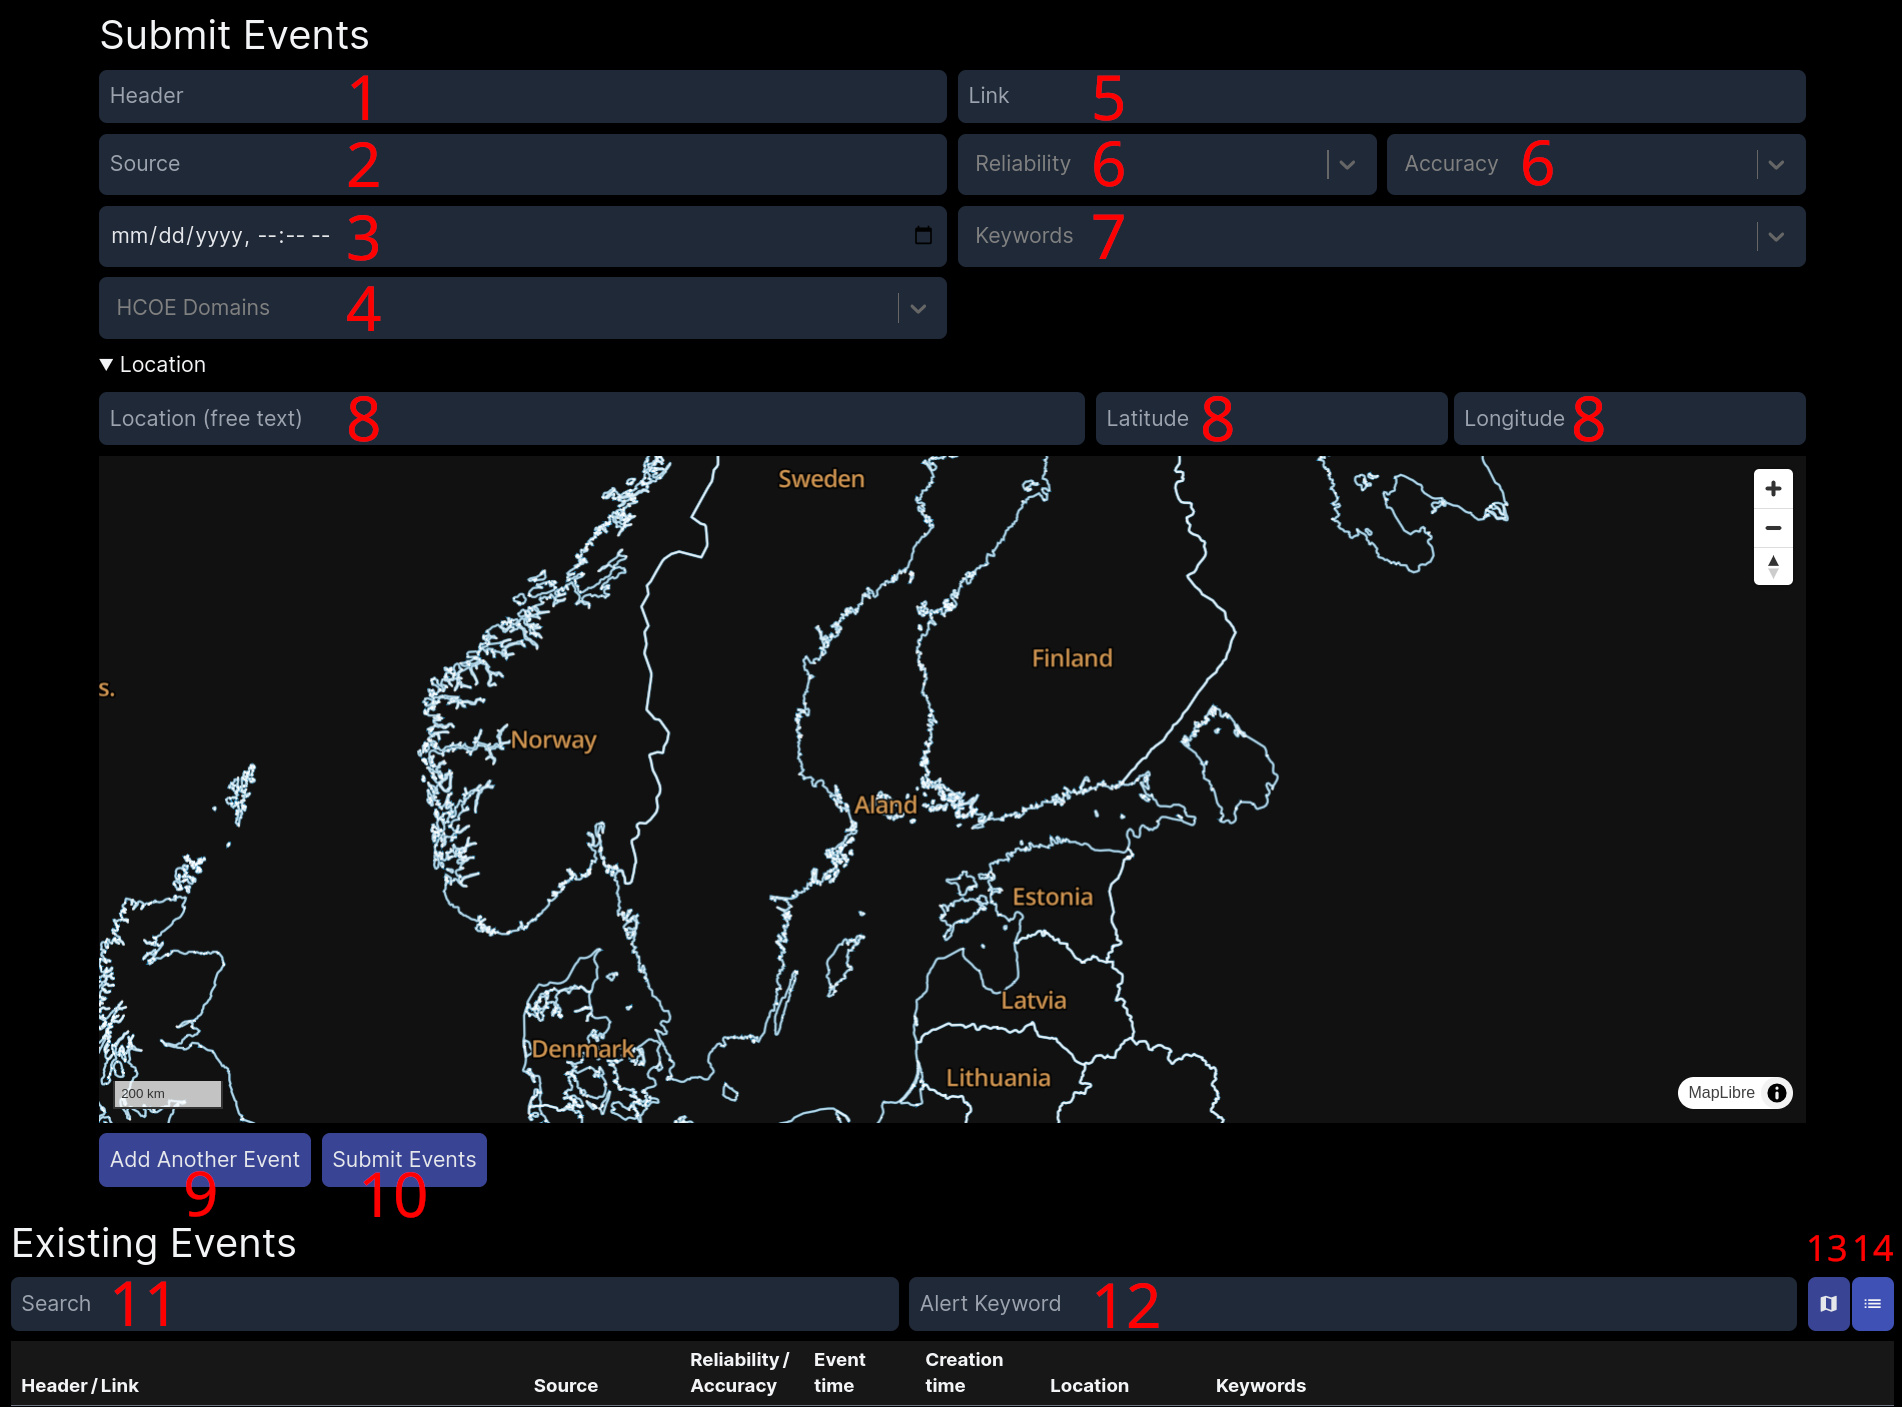 Submit Events
Header 1
Link 5
Source 2
Reliability 6
Accuracy 6
mm/dd/yyyy, --:-- -- 3
Keywords 7
HCOE Domains 4
▼ Location
Location (free text) 8
Latitude 8
Longitude 8
Sweden
Finland
s.
Norway
Aland
Estonia
Latvia
Denmark
Lithuania
200 km
MapLibre
Add Another Event
9
Submit Events
10
Existing Events
13 14
Search 11
Alert Keyword 12
Header / Link
Source
Reliability /
Accuracy
Event
time
Creation
time
Location
Keywords